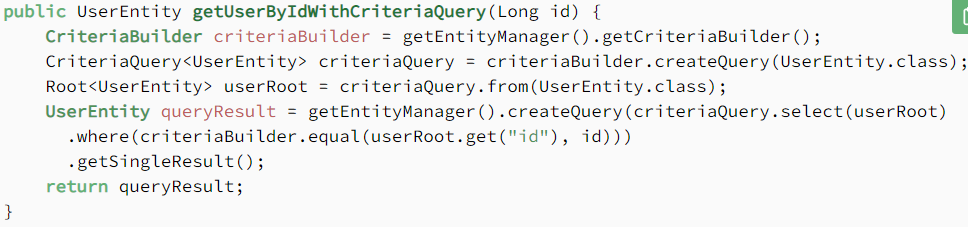 public UserEntity getUserByIdWithCriteriaQuery(Long id) {
    CriteriaBuilder criteriaBuilder = getEntityManager().getCriteriaBuilder();
    CriteriaQuery<UserEntity> criteriaQuery = criteriaBuilder.createQuery(UserEntity.class);
    Root<UserEntity> userRoot = criteriaQuery.from(UserEntity.class);
    UserEntity queryResult = getEntityManager().createQuery(criteriaQuery.select(userRoot)
      .where(criteriaBuilder.equal(userRoot.get("id"), id)))
      .getSingleResult();
    return queryResult;
}